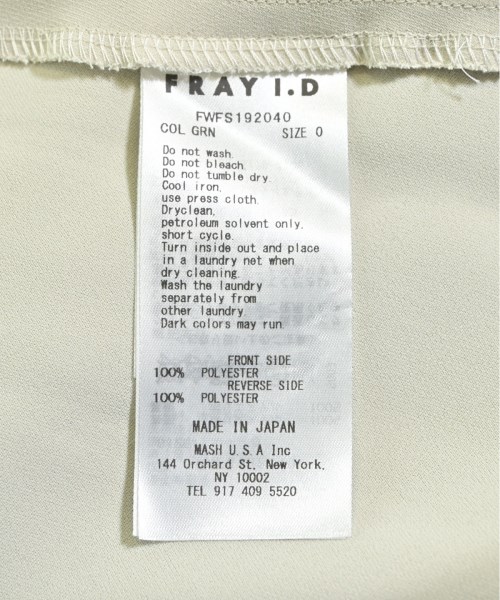 FRAY I.D
FWFS192040
COL GRN SIZE 0
Do not wash.
Do not bleach.
Do not tumble dry.
Cool iron.
use press cloth.
Dryclean.
petroleum solvent only.
short cycle.
Turn inside out and place
in a laundry net when
dry cleaning.
Wash the laundry
separately from
other laundry.
Dark colors may run.
FRONT SIDE
100% POLYESTER
REVERSE SIDE
100% POLYESTER
MADE IN JAPAN
MASH U.S.A Inc
144 Orchard St. New York.
NY 10002
TEL 917 409 5520